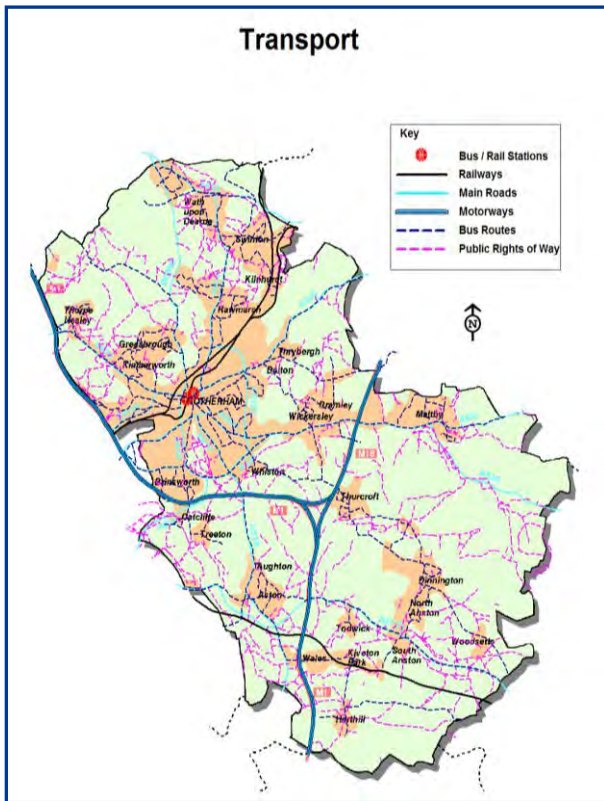 Transport
Key
Bus / Rail Stations
Railways
Main Roads
Motorways
Bus Routes
Public Rights of Way
N
Wath
upon
Dearne
Swinton
Kilnhurst
Rawmarsh
Thorpe
Hesley
Greasbrough
Kimberworth
Thrybergh
Dalton
ROTHERHAM
Bramley
Wickersley
Maltby
M18
Whiston
Brinkworth
Thurcroft
M1
Catcliffe
Treeton
Aughton
Aston
Dinnington
North
Anston
Todwick
Woodsetts
South
Anston
Wales
Kiveton
Park
M1
Harthill